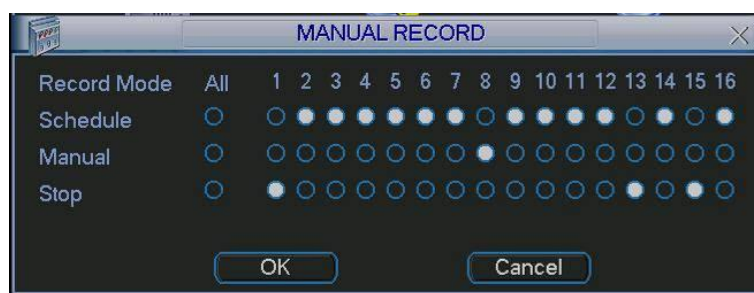 MANUAL RECORD
Record Mode All 1 2 3 4 5 6 7 8 9 10 11 12 13 14 15 16
Schedule
Manual
Stop
OK Cancel